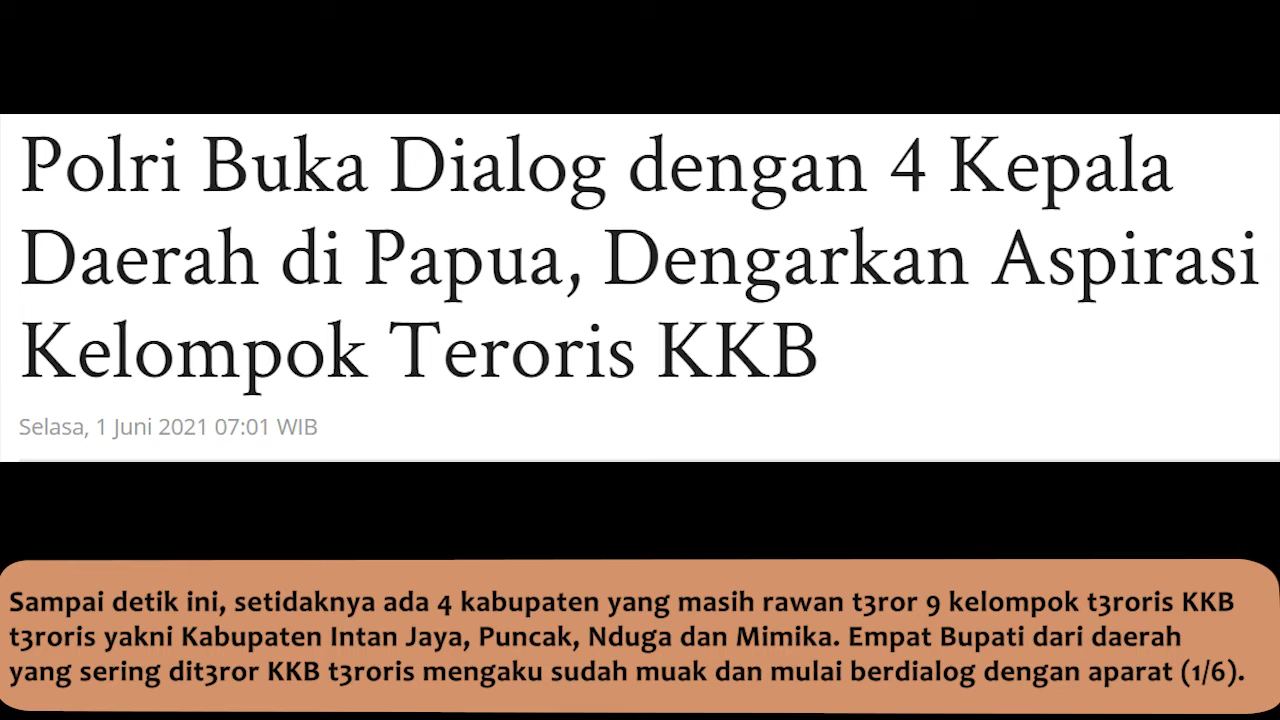 Polri Buka Dialog dengan 4 Kepala
Daerah di Papua, Dengarkan Aspirasi
Kelompok Teroris KKB
Selasa, 1 Juni 2021 07:01 WIB
Sampai detik ini, setidaknya ada 4 kabupaten yang masih rawan t3ror 9 kelompok t3roris KKB
t3roris yakni Kabupaten Intan Jaya, Puncak, Nduga dan Mimika. Empat Bupati dari daerah
yang sering dit3ror KKB t3roris mengaku sudah muak dan mulai berdialog dengan aparat (1/6).